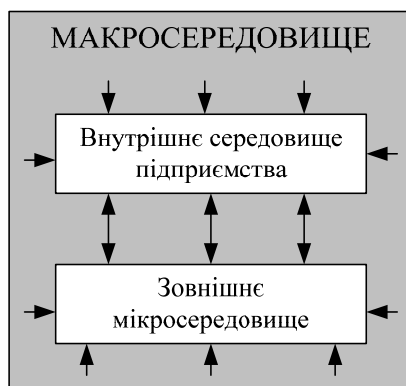 МАКРОСЕРЕДОВИЩЕ
Внутрішнє середовище
підприємства
Зовнішнє
мікросередовище